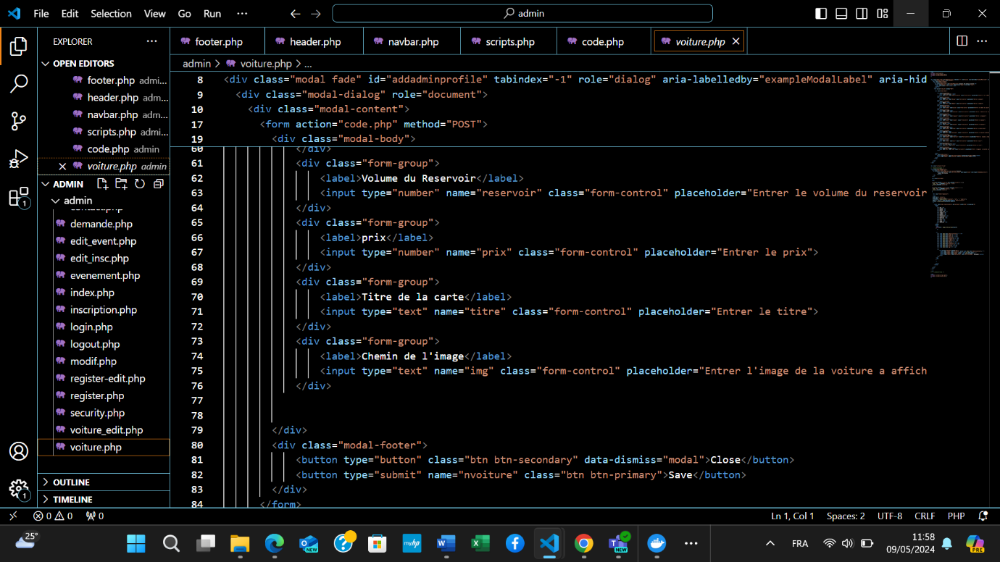 File Edit Selection View Go Run ··· admin
EXPLORER ···
footer.php header.php navbar.php scripts.php code.php voiture.php ···
OPEN EDITORS
footer.php admi...
header.php adm...
navbar.php adm...
scripts.php admi...
code.php admin
voiture.php admin
ADMIN
admin
demande.php
edit_event.php
edit_insc.php
evenement.php
index.php
inscription.php
login.php
logout.php
modif.php
register-edit.php
register.php
security.php
voiture_edit.php
voiture.php
OUTLINE
TIMELINE
1
1
admin > voiture.php > ...
8 <div class="modal fade" id="addadminprofile" tabindex="-1" role="dialog" aria-labelledby="exampleModalLabel" aria-hid
9 <div class="modal-dialog" role="document">
10 <div class="modal-content">
17 <form action="code.php" method="POST">
19 <div class="modal-body">
60 </div>
61 <div class="form-group">
62 <label>Volume du Reservoir</label>
63 <input type="number" name="reservoir" class="form-control" placeholder="Entrer le volume du reservoir
64 </div>
65 <div class="form-group">
66 <label>prix</label>
67 <input type="number" name="prix" class="form-control" placeholder="Entrer le prix">
68 </div>
69 <div class="form-group">
70 <label>Titre de la carte</label>
71 <input type="text" name="titre" class="form-control" placeholder="Entrer le titre">
72 </div>
73 <div class="form-group">
74 <label>Chemin de l'image</label>
75 <input type="text" name="img" class="form-control" placeholder="Entrer l'image de la voiture a affich
76 </div>
77
78
79 </div>
80 <div class="modal-footer">
81 <button type="button" class="btn btn-secondary" data-dismiss="modal">Close</button>
82 <button type="submit" name="nvoiture" class="btn btn-primary">Save</button>
83 </div>
84 </form>
0 0 0 Ln 1, Col 1 Spaces: 2 UTF-8 CRLF PHP
25° NEW myhp NEW ··· FRA 11:58
09/05/2024 PRE